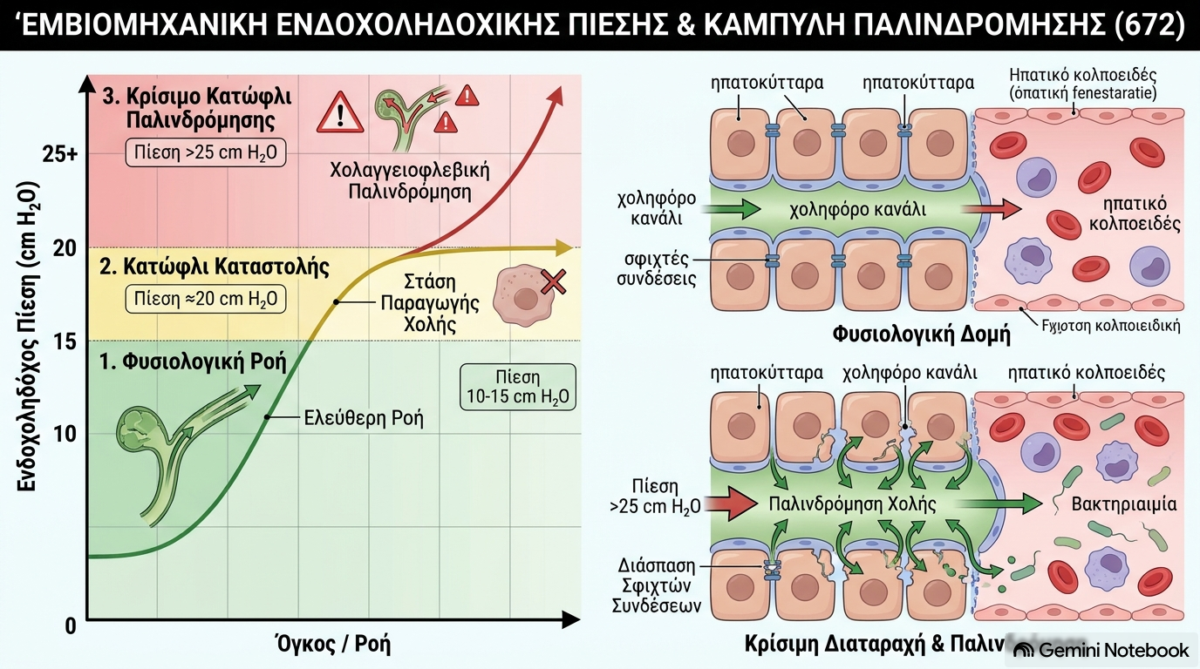 'ΕΜΒΙΟΜΗΧΑΝΙΚΗ ΕΝΔΟΧΟΛΗΔΟΧΙΚΗΣ ΠΙΕΣΗΣ & ΚΑΜΠΥΛΗ ΠΑΛΙΝΔΡΟΜΗΣΗΣ (672)
Ενδοχοληδόχος Πίεση (cm H₂O)
25+
20
15
10
0
Όγκος / Ροή
3. Κρίσιμο Κατώφλι
Παλινδρόμησης
Πίεση >25 cm H₂O
Χολαγγειοφλεβική
Παλινδρόμηση
2. Κατώφλι Καταστολής
Πίεση ≈20 cm H₂O
Στάση
Παραγωγής
Χολής
1. Φυσιολογική Ροή
Πίεση
10-15 cm H₂O
Ελεύθερη Ροή
ηπατοκύτταρα
ηπατοκύτταρα
Ηπατικό κολποειδές
(όπατική fenestaratie)
χοληφόρο
κανάλι
χοληφόρο κανάλι
ηπατικό
κολποειδές
σφιχτές
συνδέσεις
κολποιειδική
Φυσιολογική Δομή
ηπατοκύτταρα
χοληφόρο κανάλι
ηπατικό κολποειδές
Πίεση
>25 cm H₂O
Παλινδρόμηση Χολής
Βακτηριαιμία
Διάσπαση
Σφιχτών
Συνδέσεων
Κρίσιμη Διαταραχή &
Gemini Notebook